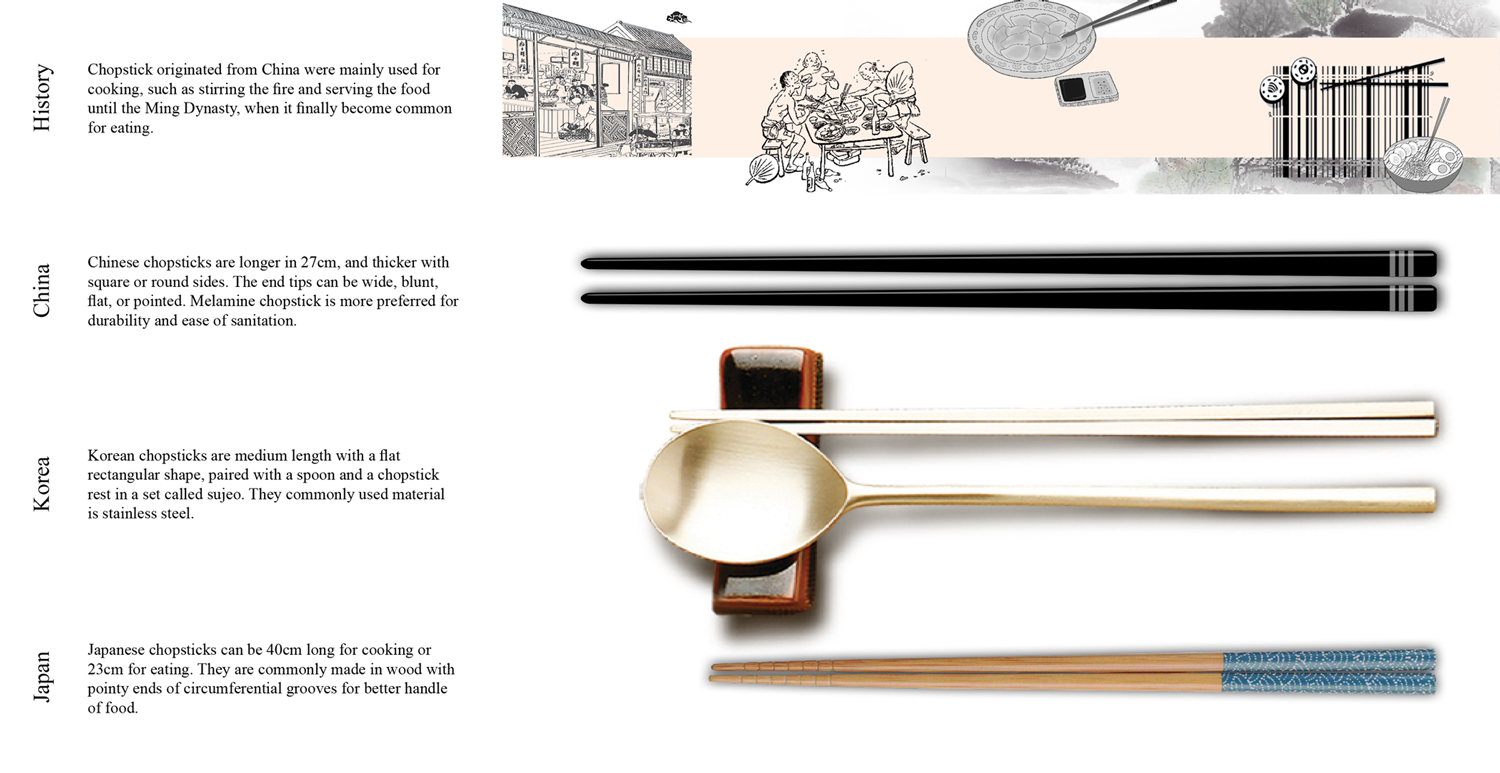 History
Chopstick originated from China were mainly used for
cooking, such as stirring the fire and serving the food
until the Ming Dynasty, when it finally become common
for eating.
China
Chinese chopsticks are longer in 27cm, and thicker with
square or round sides. The end tips can be wide, blunt,
flat, or pointed. Melamine chopstick is more preferred for
durability and ease of sanitation.
Korea
Korean chopsticks are medium length with a flat
rectangular shape, paired with a spoon and a chopstick
rest in a set called sujeo. They commonly used material
is stainless steel.
Japan
Japanese chopsticks can be 40cm long for cooking or
23cm for eating. They are commonly made in wood with
pointy ends of circumferential grooves for better handle
of food.